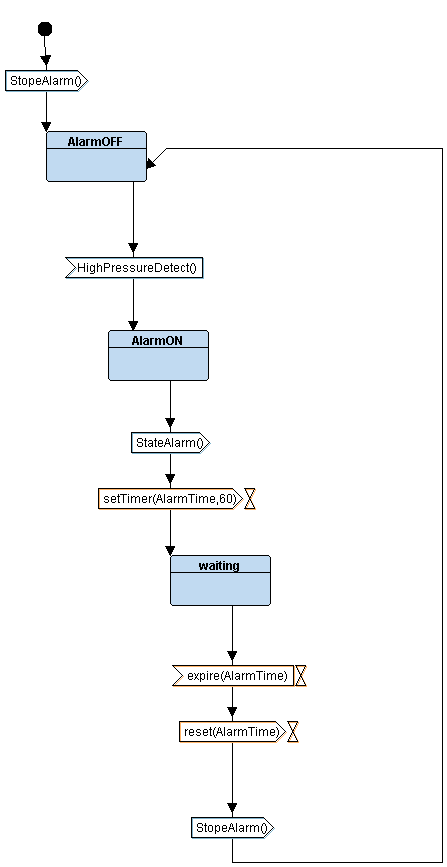 StopeAlarm()
AlarmOFF
HighPressureDetect()
AlarmON
StateAlarm()
setTimer(AlarmTime,60)
waiting
expire(AlarmTime)
reset(AlarmTime)
StopeAlarm()